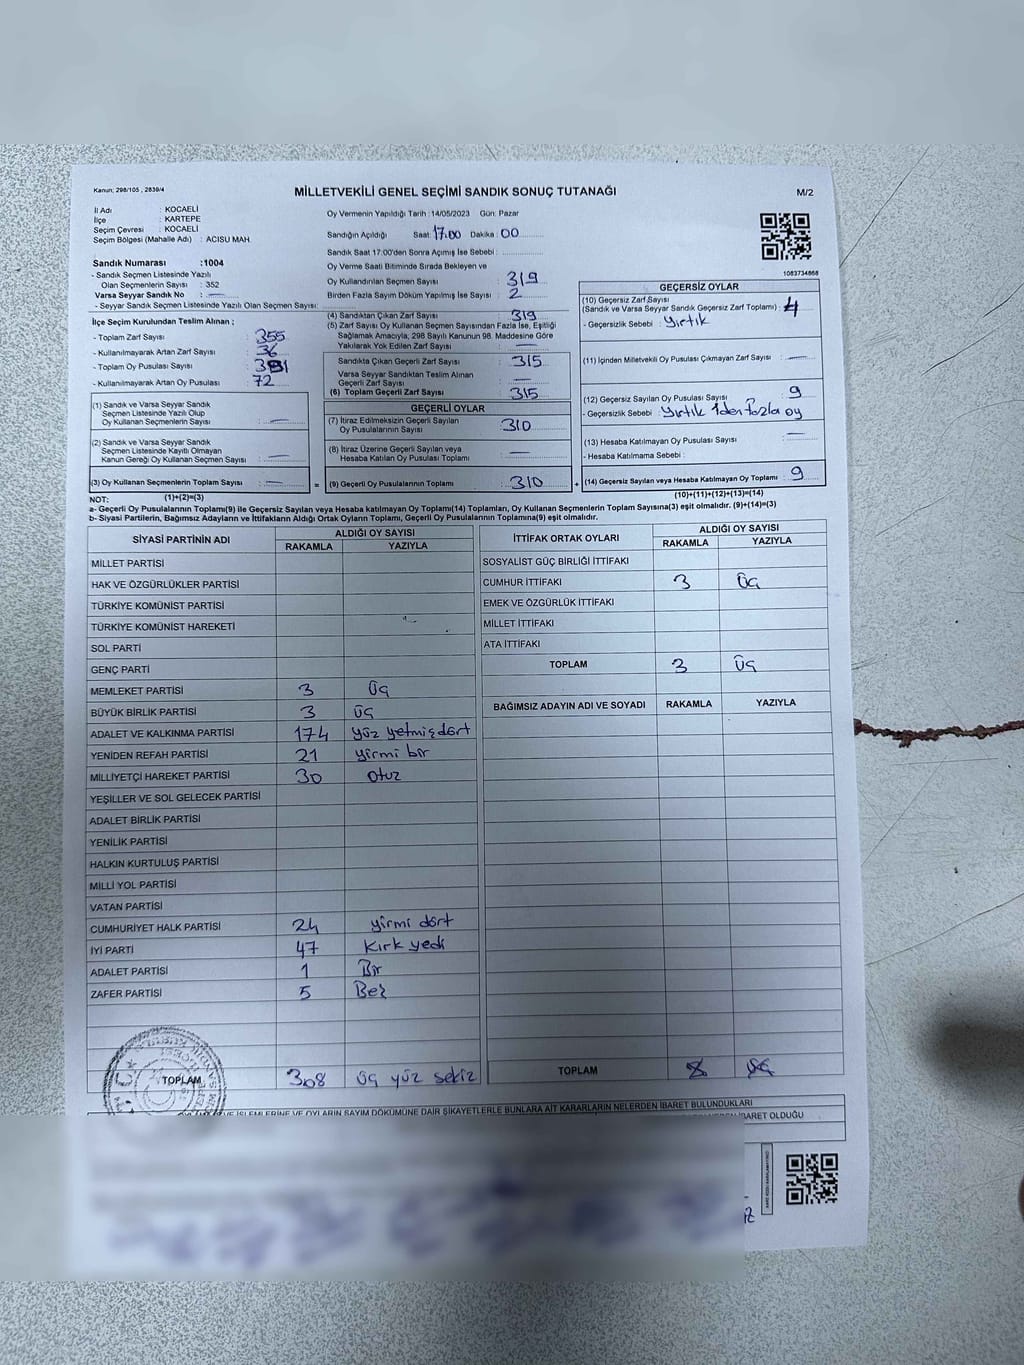 Kanun; 298/105 , 2839/4
MİLLETVEKİLİ GENEL SEÇİMİ SANDIK SONUÇ TUTANAĞI
M/2
İl Adı : KOCAELİ
İlçe : KARTEPE
Seçim Çevresi : KOCAELİ
Seçim Bölgesi (Mahalle Adı) : ACISU MAH.
Sandık Numarası :1004
- Sandık Seçmen Listesinde Yazılı
Olan Seçmenlerin Sayısı : 352
Varsa Seyyar Sandık No : —
- Seyyar Sandık Seçmen Listesinde Yazılı Olan Seçmen Sayısı:
Oy Vermenin Yapıldığı Tarih :14/05/2023 Gün: Pazar
Sandığın Açıldığı Saat: 17.00 Dakika : 00
Sandık Saat 17:00'den Sonra Açımış İse Sebebi :
Oy Verme Saati Bitiminde Sırada Bekleyen ve
Oy Kullandırılan Seçmen Sayısı : 319
Birden Fazla Sayım Döküm Yapılmış İse Sayısı : 2
1083734868
İlçe Seçim Kurulundan Teslim Alınan ;
- Toplam Zarf Sayısı : 355
- Kullanılmayarak Artan Zarf Sayısı : 36
- Toplam Oy Pusulası Sayısı :
- Kullanılmayarak Artan Oy Pusulası : 72
(1) Sandık ve Varsa Seyyar Sandık
Seçmen Listesinde Yazılı Olup
Oy Kullanan Seçmenlerin Sayısı : —
(2) Sandık ve Varsa Seyyar Sandık
Seçmen Listesinde Kayıtlı Olmayan
Kanun Gereği Oy Kullanan Seçmen Sayısı : —
(3) Oy Kullanan Seçmenlerin Toplam Sayısı : —
(4) Sandıktan Çıkan Zarf Sayısı : 319
(5) Zarf Sayısı Oy Kullanan Seçmen Sayısından Fazla İse, Eşitliği
Sağlamak Amacıyla, 298 Sayılı Kanunun 98. Maddesine Göre
Yakılarak Yok Edilen Zarf Sayısı : —
Sandıkta Çıkan Geçerli Zarf Sayısı : 315
Varsa Seyyar Sandıktan Teslim Alınan
Geçerli Zarf Sayısı : —
(6) Toplam Geçerli Zarf Sayısı : 315
GEÇERLİ OYLAR
(7) İtiraz Edilmeksizin Geçerli Sayılan
Oy Pusulalarının Sayısı : 310
(8) İtiraz Üzerine Geçerli Sayılan veya
Hesaba Katılan Oy Pusulası Toplamı : —
= (9) Geçerli Oy Pusulalarının Toplamı : 310 +
GEÇERSİZ OYLAR
(10) Geçersiz Zarf Sayısı
(Sandık ve Varsa Seyyar Sandık Geçersiz Zarf Toplamı) : 4
- Geçersizlik Sebebi : Yırtık
(11) İçinden Milletvekili Oy Pusulası Çıkmayan Zarf Sayısı : —
(12) Geçersiz Sayılan Oy Pusulası Sayısı : 9
- Geçersizlik Sebebi : Yırtık 1den fazla oy
(13) Hesaba Katılmayan Oy Pusulası Sayısı : —
- Hesaba Katılmama Sebebi :
(14) Geçersiz Sayılan veya Hesaba Katılmayan Oy Toplamı : 9
NOT: (1)+(2)=(3) (10)+(11)+(12)+(13)=(14)
a- Geçerli Oy Pusulalarının Toplamı(9) ile Geçersiz Sayılan veya Hesaba Katılmayan Oy Toplamı(14) Toplamları, Oy Kullanan Seçmenlerin Toplam Sayısına(3) eşit olmalıdır. (9)+(14)=(3)
b- Siyasi Partilerin, Bağımsız Adayların ve İttifakların Aldığı Ortak Oyların Toplamı, Geçerli Oy Pusulalarının Toplamına(9) eşit olmalıdır.
SİYASİ PARTİNİN ADI ALDIĞI OY SAYISI
RAKAMLA YAZIYLA
MİLLET PARTİSİ
HAK VE ÖZGÜRLÜKLER PARTİSİ
TÜRKİYE KOMÜNİST PARTİSİ
TÜRKİYE KOMÜNİST HAREKETİ
SOL PARTİ
GENÇ PARTİ
MEMLEKET PARTİSİ 3 üç
BÜYÜK BİRLİK PARTİSİ 3 üç
ADALET VE KALKINMA PARTİSİ 174 yüz yetmişdört
YENİDEN REFAH PARTİSİ 21 yirmi bir
MİLLİYETÇİ HAREKET PARTİSİ 30 Otuz
YEŞİLLER VE SOL GELECEK PARTİSİ
ADALET BİRLİK PARTİSİ
YENİLİK PARTİSİ
HALKIN KURTULUŞ PARTİSİ
MİLLİ YOL PARTİSİ
VATAN PARTİSİ
CUMHURİYET HALK PARTİSİ 24 yirmi dört
İYİ PARTİ 47 Kırk yedi
ADALET PARTİSİ 1 Bir
ZAFER PARTİSİ 5 Beş
TOPLAM 308 üç yüz sekiz
İTTİFAK ORTAK OYLARI ALDIĞI OY SAYISI
RAKAMLA YAZIYLA
SOSYALİST GÜÇ BİRLİĞİ İTTİFAKI
CUMHUR İTTİFAKI 3 üç
EMEK VE ÖZGÜRLÜK İTTİFAKI
MİLLET İTTİFAKI
ATA İTTİFAKI
TOPLAM 3 üç
BAĞIMSIZ ADAYIN ADI VE SOYADI RAKAMLA YAZIYLA
TOPLAM
VE İŞLEMLERİNE VE OYLARIN SAYIM DÖKÜMÜNE DAİR ŞİKAYETLERLE BUNLARA AİT KARARLARIN NELERDEN İBARET BULUNDUKLARI
İBARET OLDUĞU